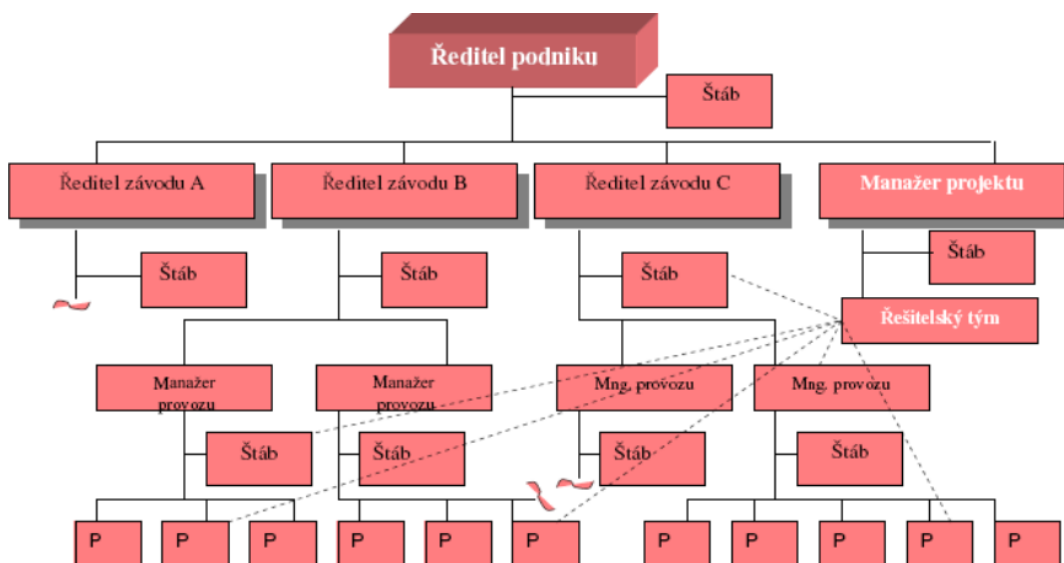 Ředitel podniku
Štáb
Ředitel závodu A
Ředitel závodu B
Ředitel závodu C
Manažer projektu
Štáb
Štáb
Štáb
Štáb
Řešitelský tým
Manažer
provozu
Manažer
provozu
Mng. provozu
Mng. provozu
Štáb
Štáb
Štáb
Štáb
P
P
P
P
P
P
P
P
P
P
P